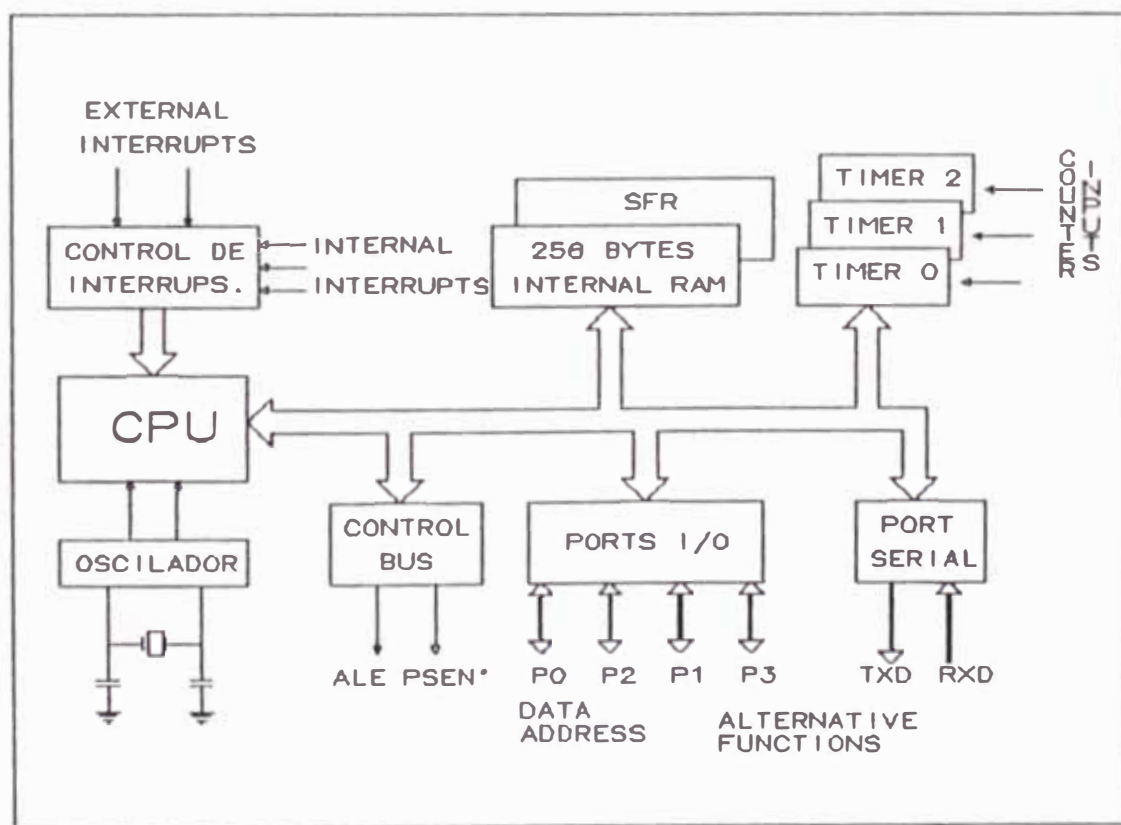 EXTERNAL
INTERRUPTS
CONTROL DE
INTERRUPS.
INTERNAL
INTERRUPTS
SFR
256 BYTES
INTERNAL RAM
TIMER 2
TIMER 1
TIMER 0
COUNTER
INPUTS
CPU
OSCILADOR
CONTROL
BUS
ALE PSEN*
PORTS I/O
P0 P2 P1 P3
DATA
ADDRESS
ALTERNATIVE
FUNCTIONS
PORT
SERIAL
TXD RXD